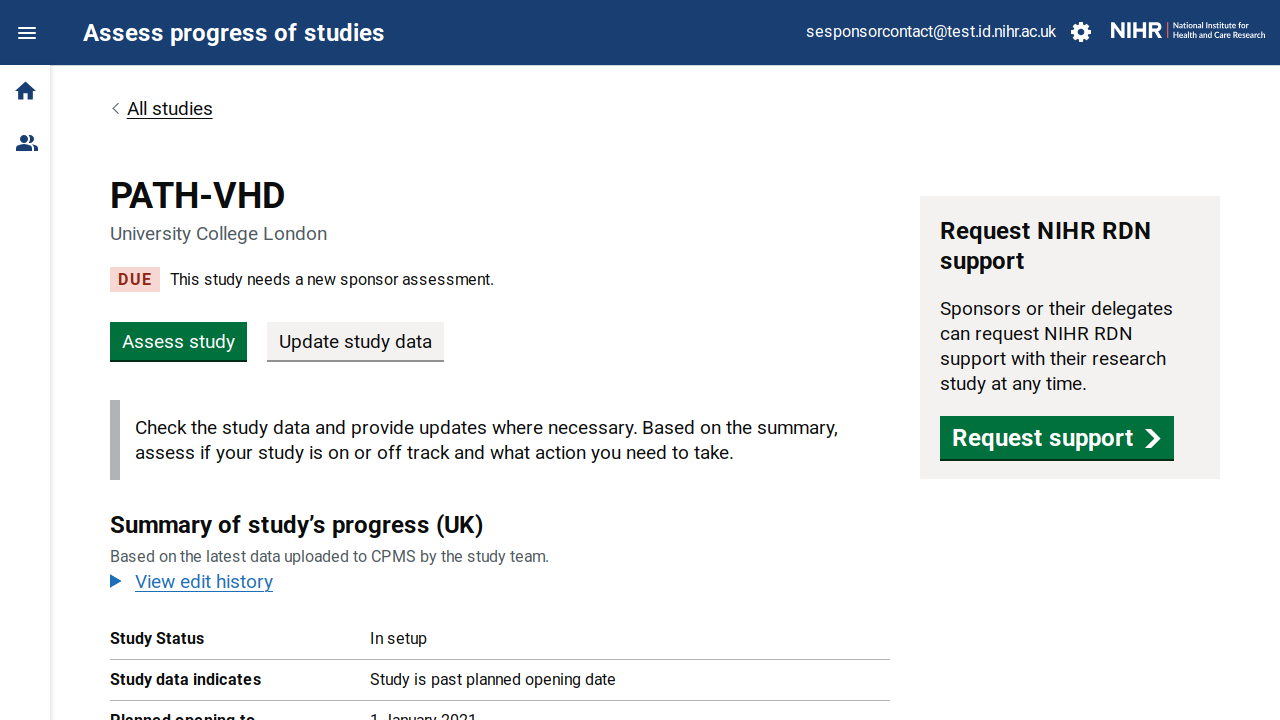 Assess progress of studies
sesponsorcontact@test.id.nihr.ac.uk
NIHR | National Institute for
Health and Care Research
All studies
PATH-VHD
University College London
DUE This study needs a new sponsor assessment.
Assess study
Update study data
Check the study data and provide updates where necessary. Based on the summary,
assess if your study is on or off track and what action you need to take.
Summary of study’s progress (UK)
Based on the latest data uploaded to CPMS by the study team.
View edit history
Study Status In setup
Study data indicates Study is past planned opening date
Planned opening to 1 January 2021
Request NIHR RDN
support
Sponsors or their delegates
can request NIHR RDN
support with their research
study at any time.
Request support